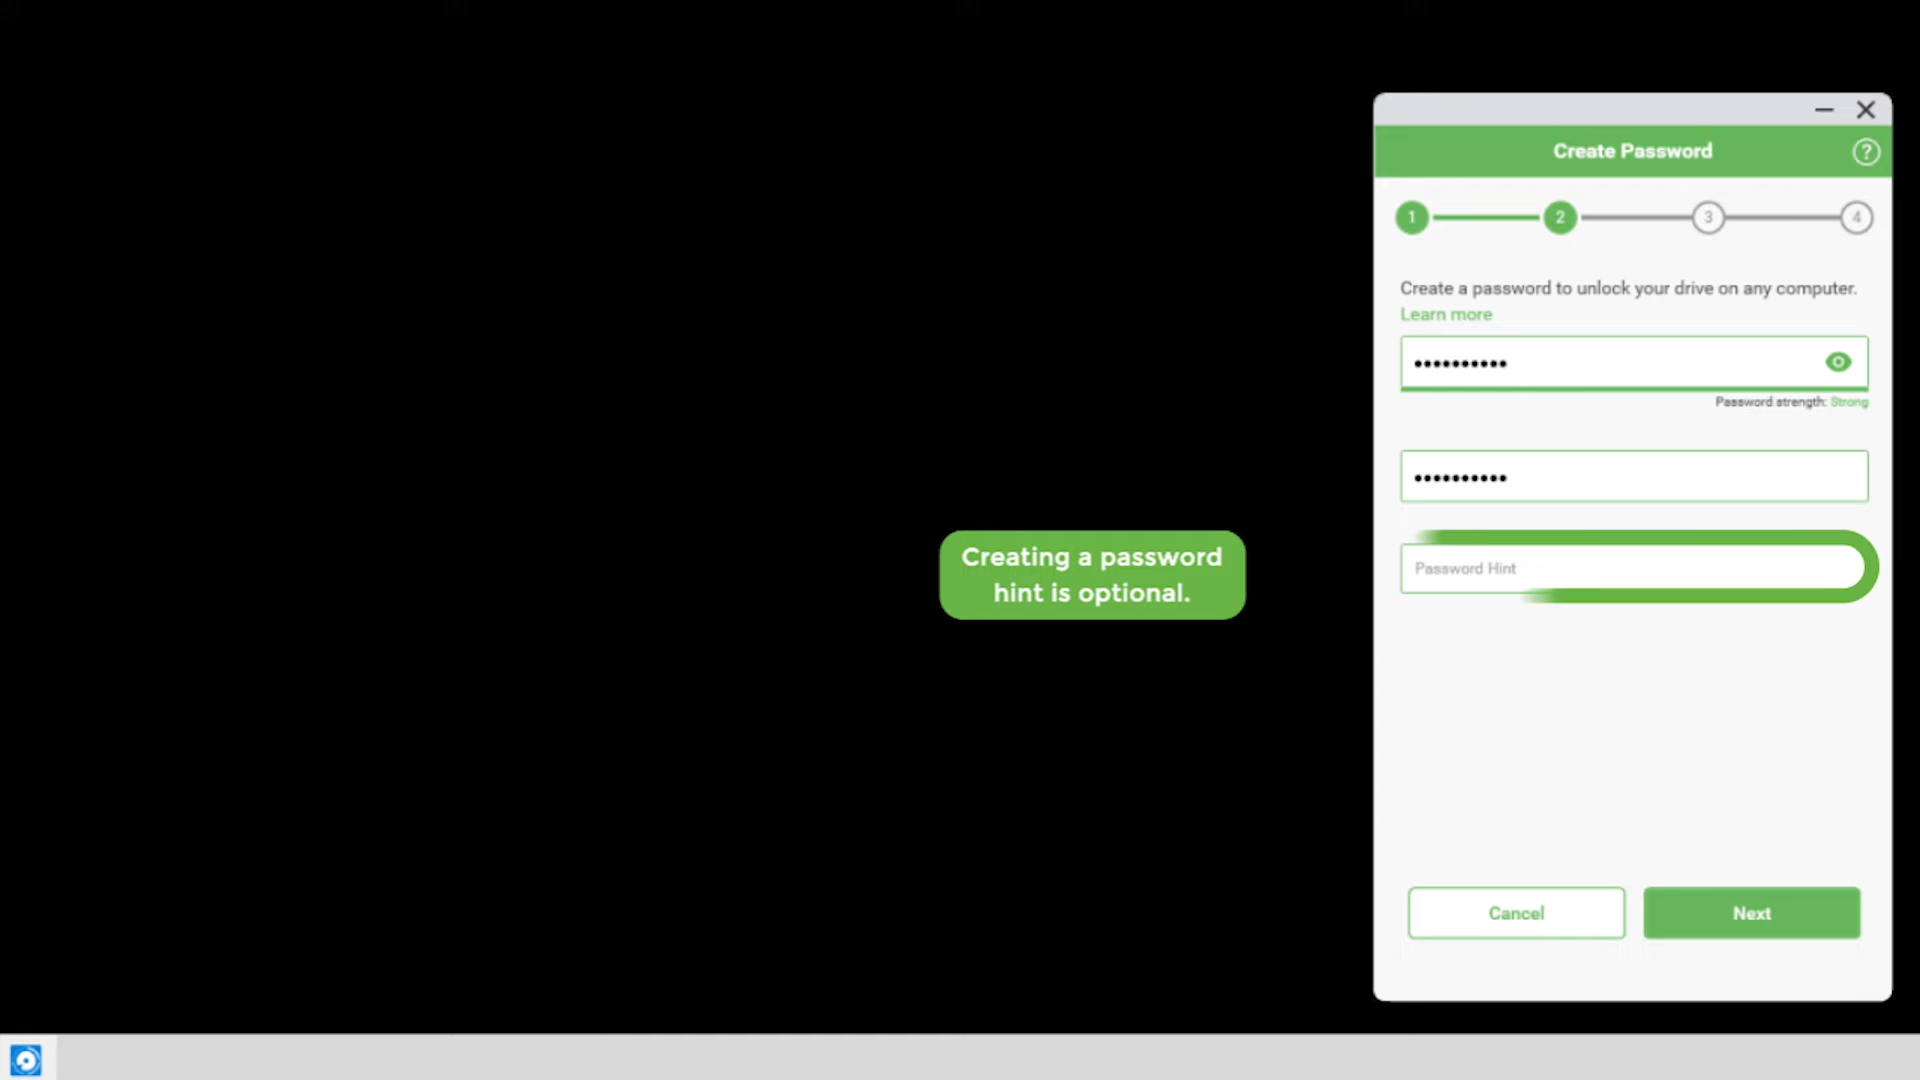 Create Password
?
1
2
3
4
Create a password to unlock your drive on any computer.
Learn more
••••••••••
Password strength: Strong
••••••••••
Creating a password
hint is optional.
Password Hint
Cancel
Next